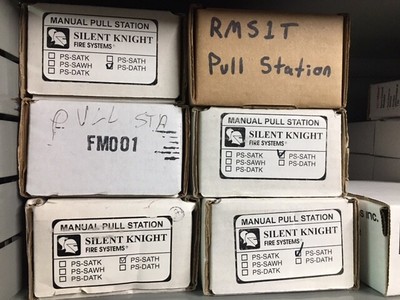 MANUAL PULL STATION
SILENT KNIGHT
FIRE SYSTEMS
PS-SATK PS-SATH
PS-SAWH PS-DATH
PS-DATK
RMS1T
Pull Station
PULL STA
FM001
MANUAL PULL STATION
SILENT KNIGHT
FIRE SYSTEMS
PS-SATK PS-SATH
PS-SAWH PS-DATH
PS-DATK
MANUAL PULL STATION
SILENT KNIGHT
FIRE SYSTEMS
PS-SATK PS-SATH
PS-SAWH PS-DATH
PS-DATK
MANUAL PULL STATION
SILENT KNIGHT
FIRE SYSTEMS
PS-SATK PS-SATH
PS-SAWH PS-DATH
PS-DATK
Inc.